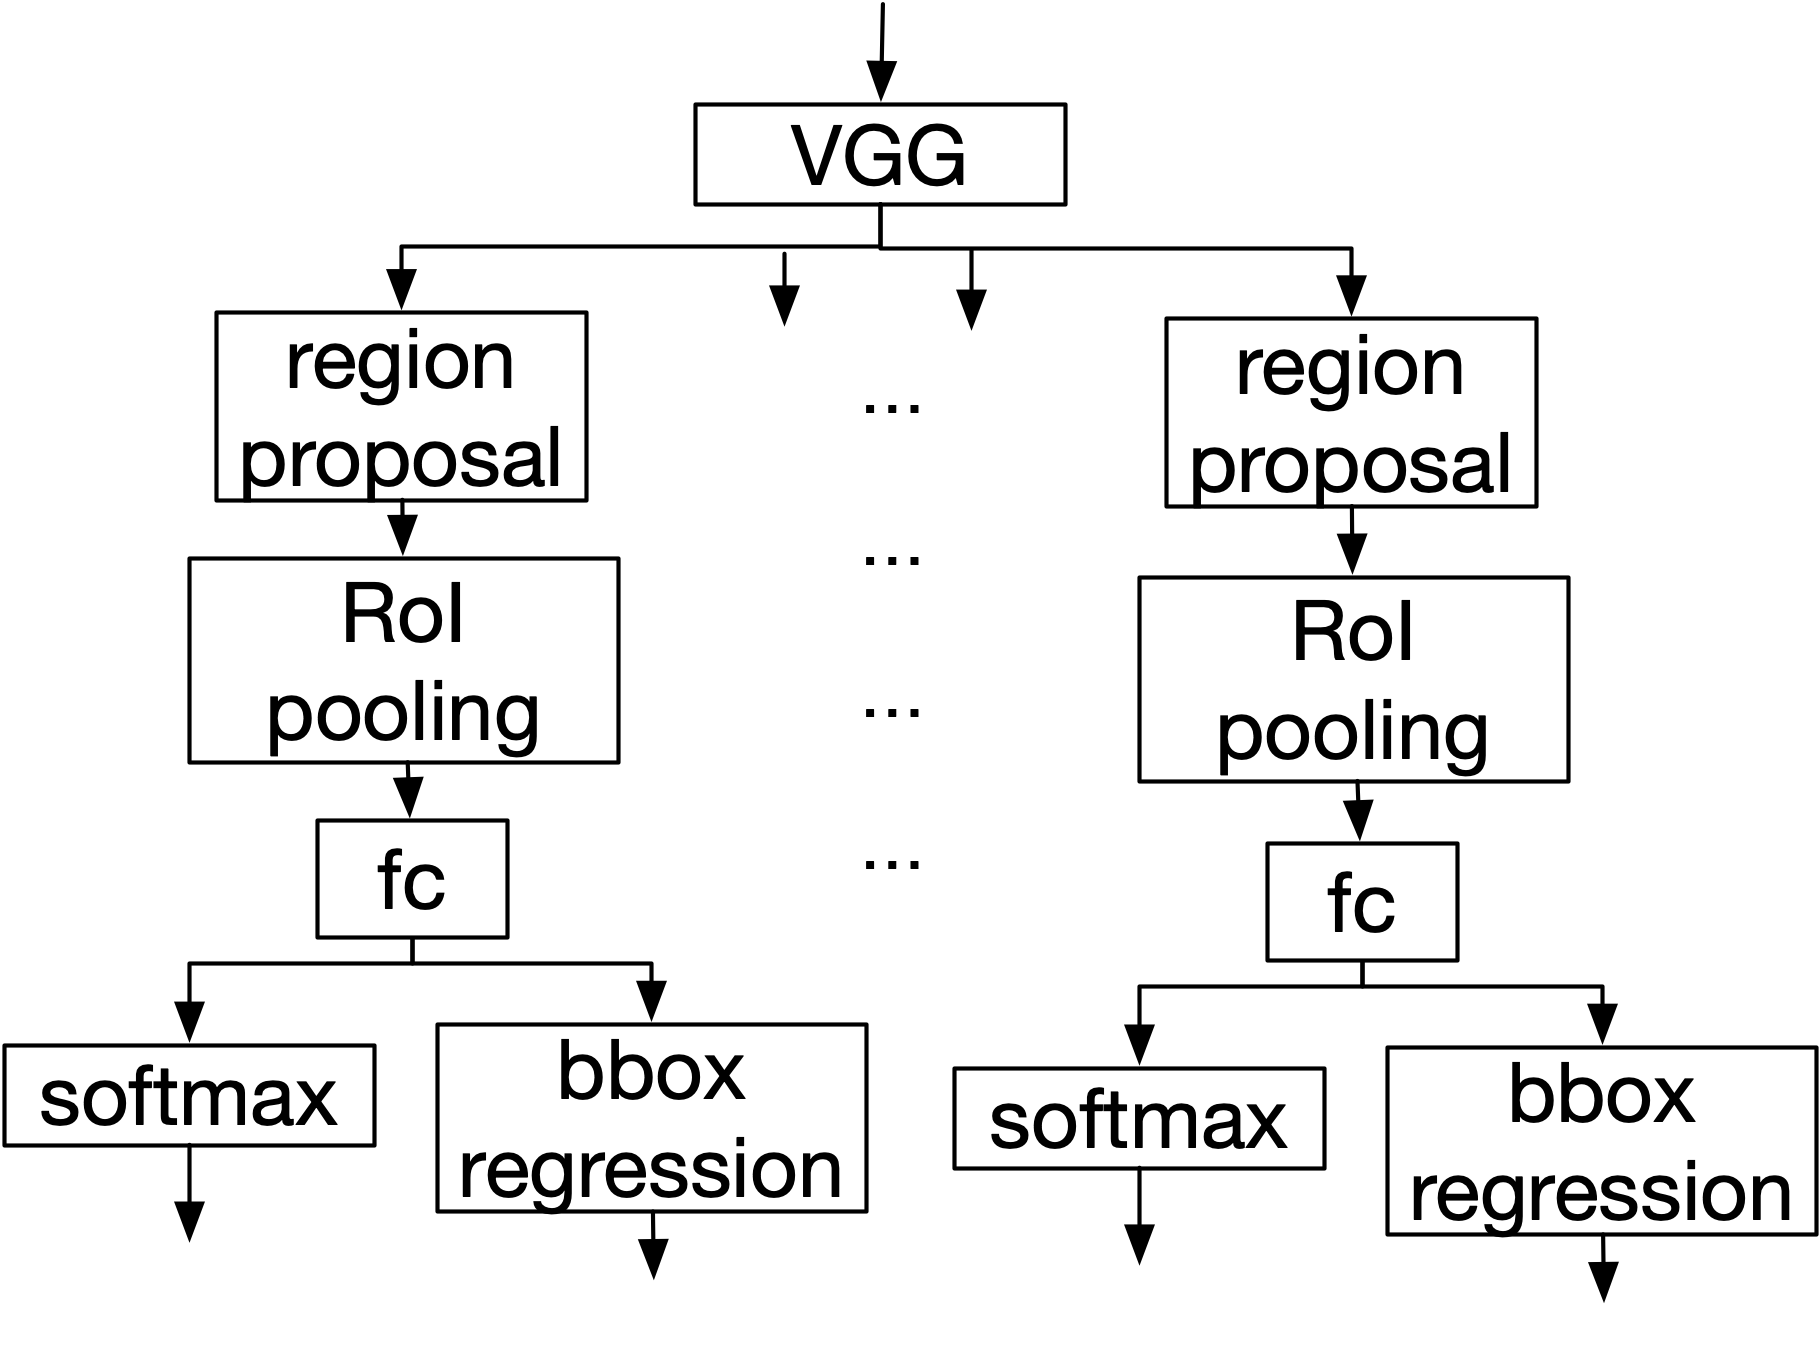 VGG
region
proposal
region
proposal
...
RoI
pooling
...
RoI
pooling
...
fc
...
fc
softmax
bbox
regression
softmax
bbox
regression